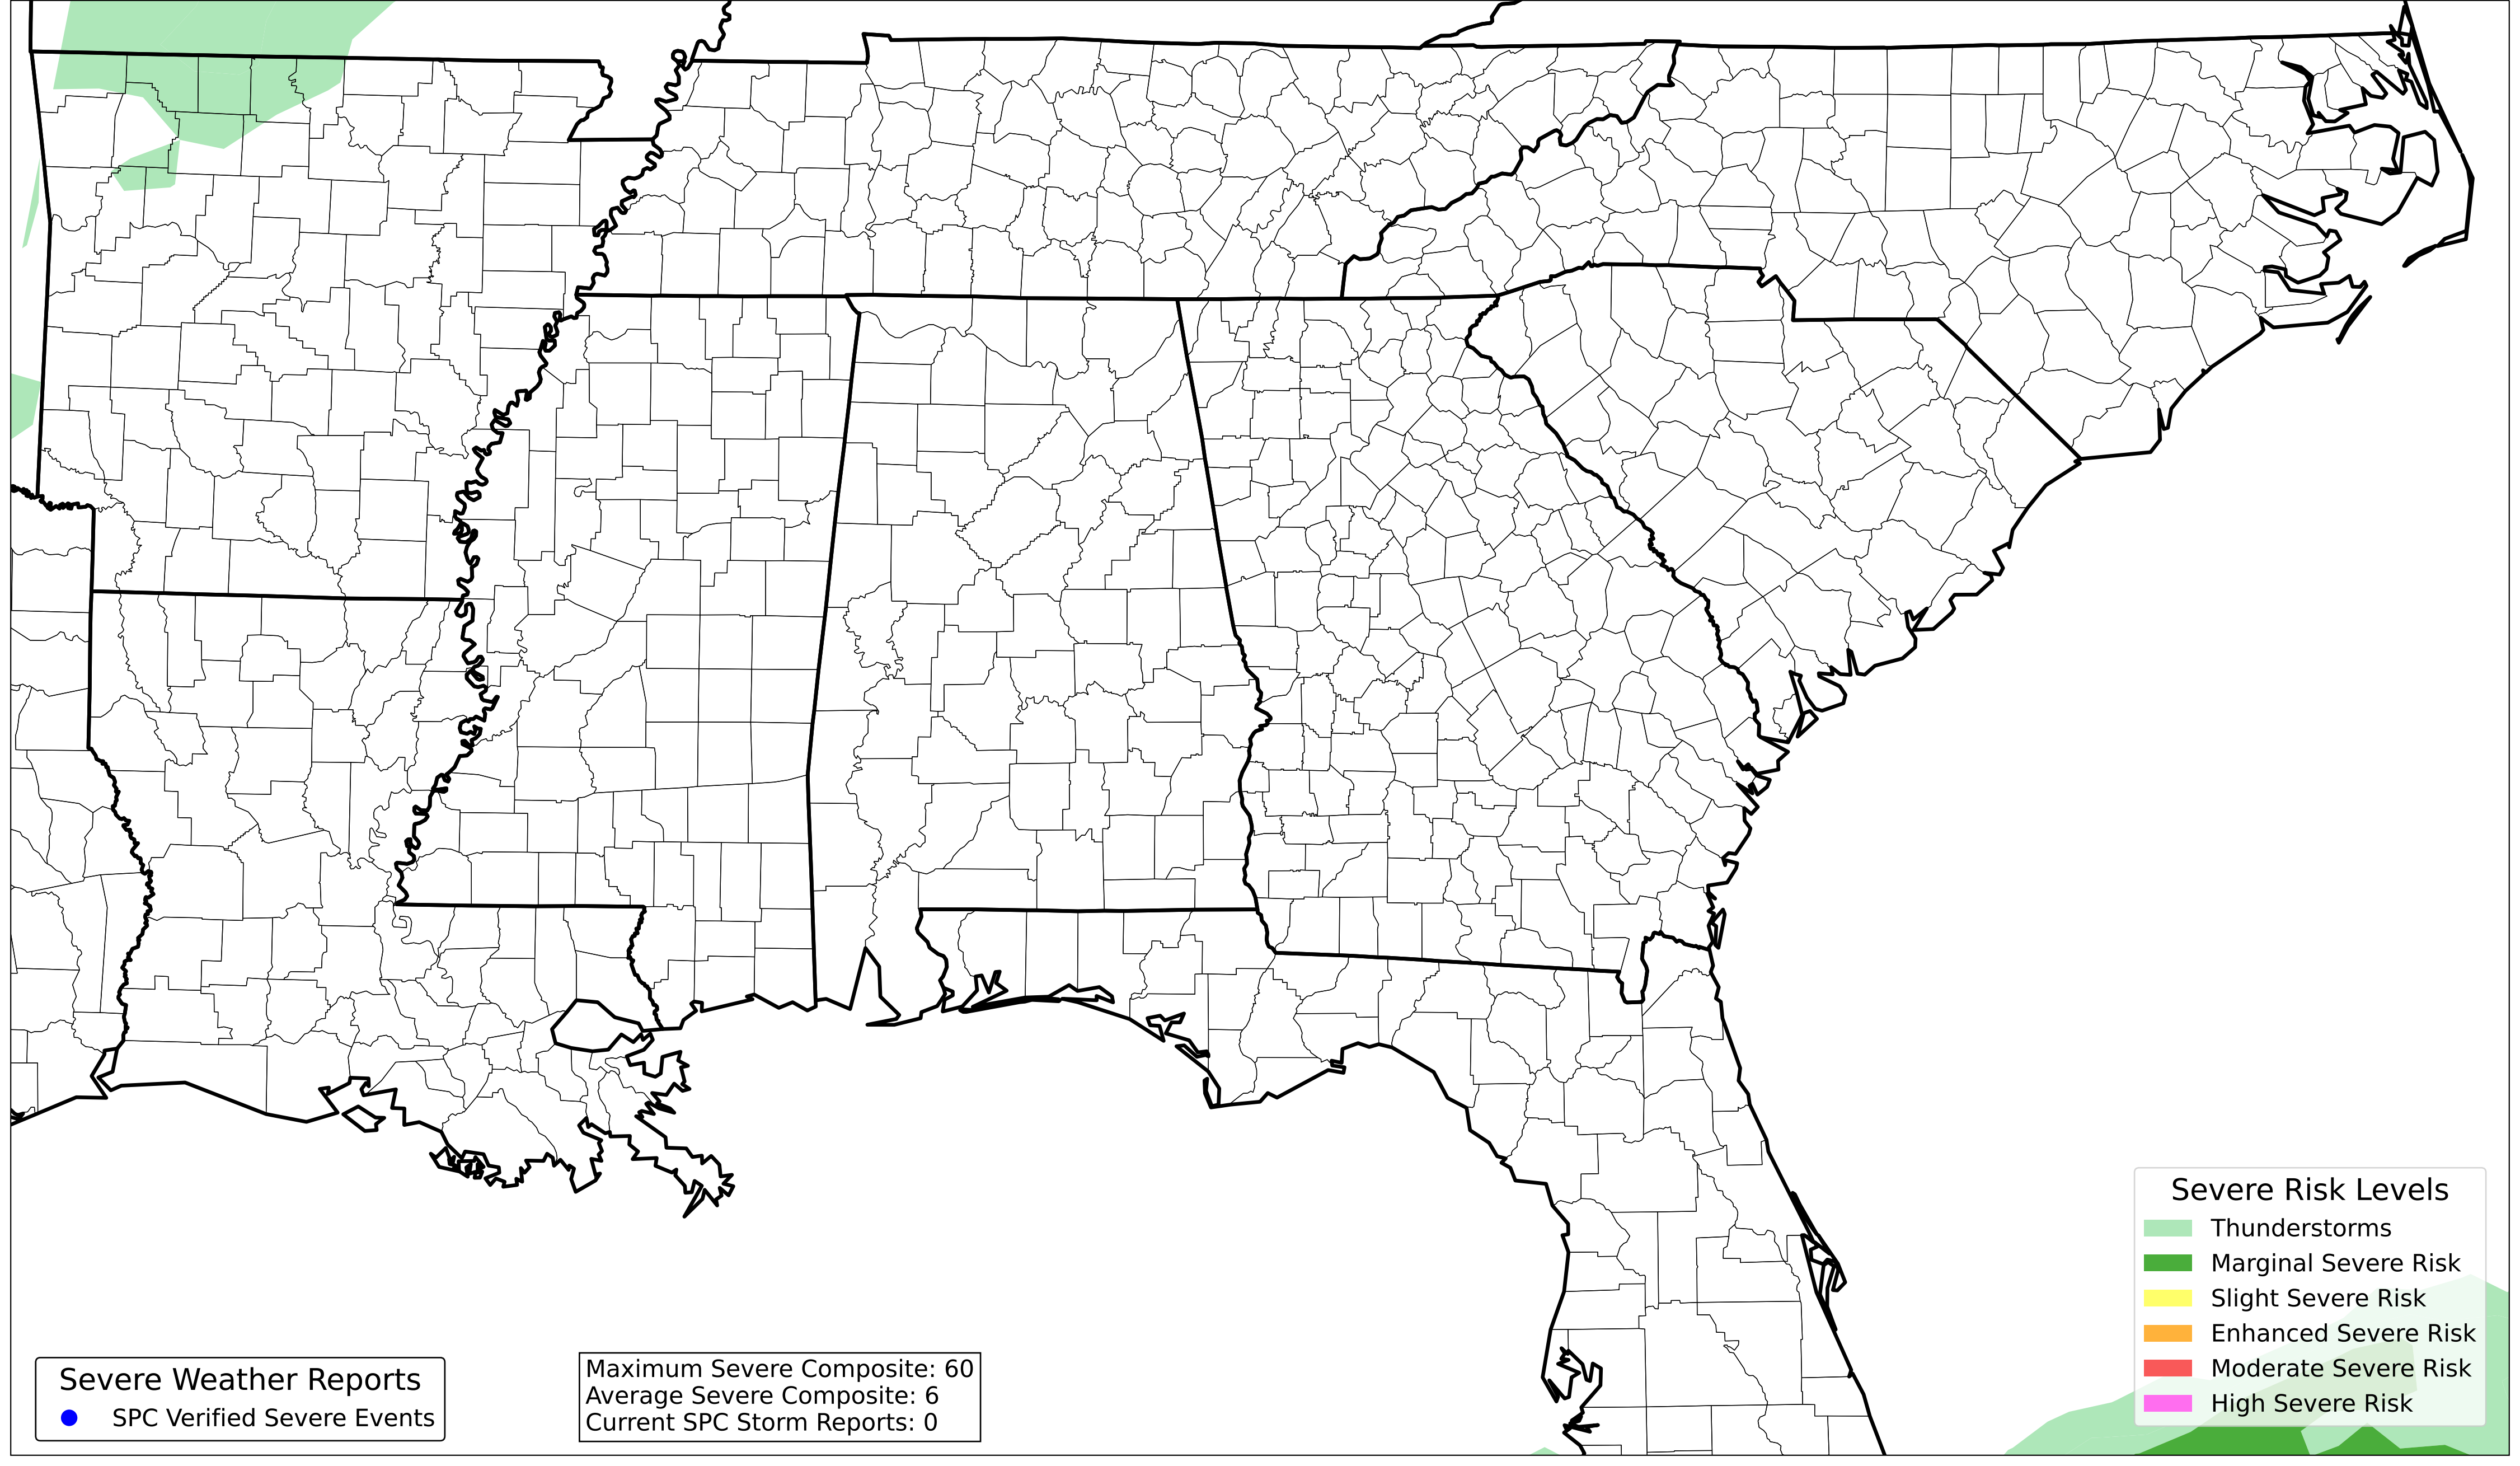 Severe Risk Levels
Thunderstorms
Marginal Severe Risk
Slight Severe Risk
Enhanced Severe Risk
Moderate Severe Risk
High Severe Risk
Severe Weather Reports
SPC Verified Severe Events
Maximum Severe Composite: 60
Average Severe Composite: 6
Current SPC Storm Reports: 0